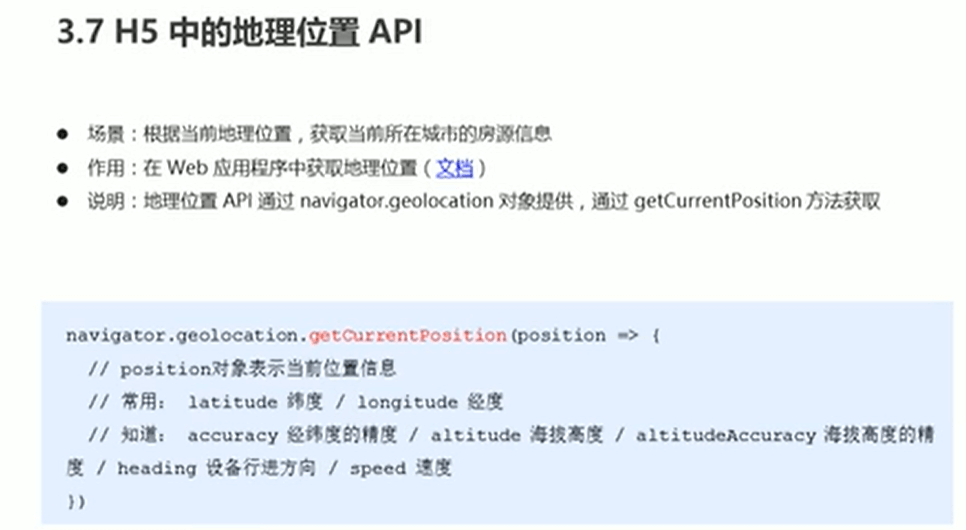 3.7 H5 中的地理位置 API
● 场景：根据当前地理位置，获取当前所在城市的房源信息
● 作用：在 Web 应用程序中获取地理位置（文档）
● 说明：地理位置 API 通过 navigator.geolocation 对象提供，通过 getCurrentPosition 方法获取
navigator.geolocation.getCurrentPosition(position => {
// position对象表示当前位置信息
// 常用： latitude 纬度 / longitude 经度
// 知道： accuracy 经纬度的精度 / altitude 海拔高度 / altitudeAccuracy 海拔高度的精
度 / heading 设备行进方向 / speed 速度
})